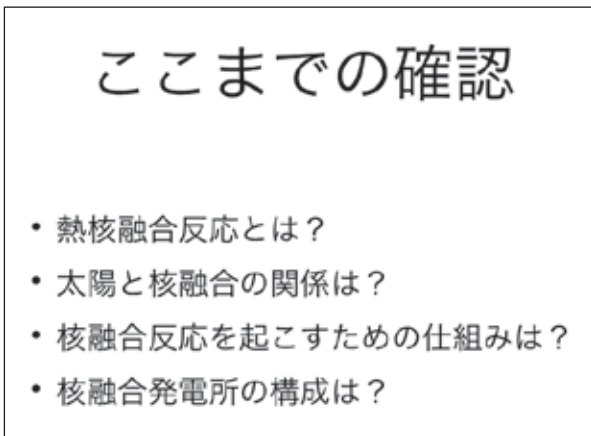 ここまでの確認
• 熱核融合反応とは？
• 太陽と核融合の関係は？
• 核融合反応を起こすための仕組みは？
• 核融合発電所の構成は？